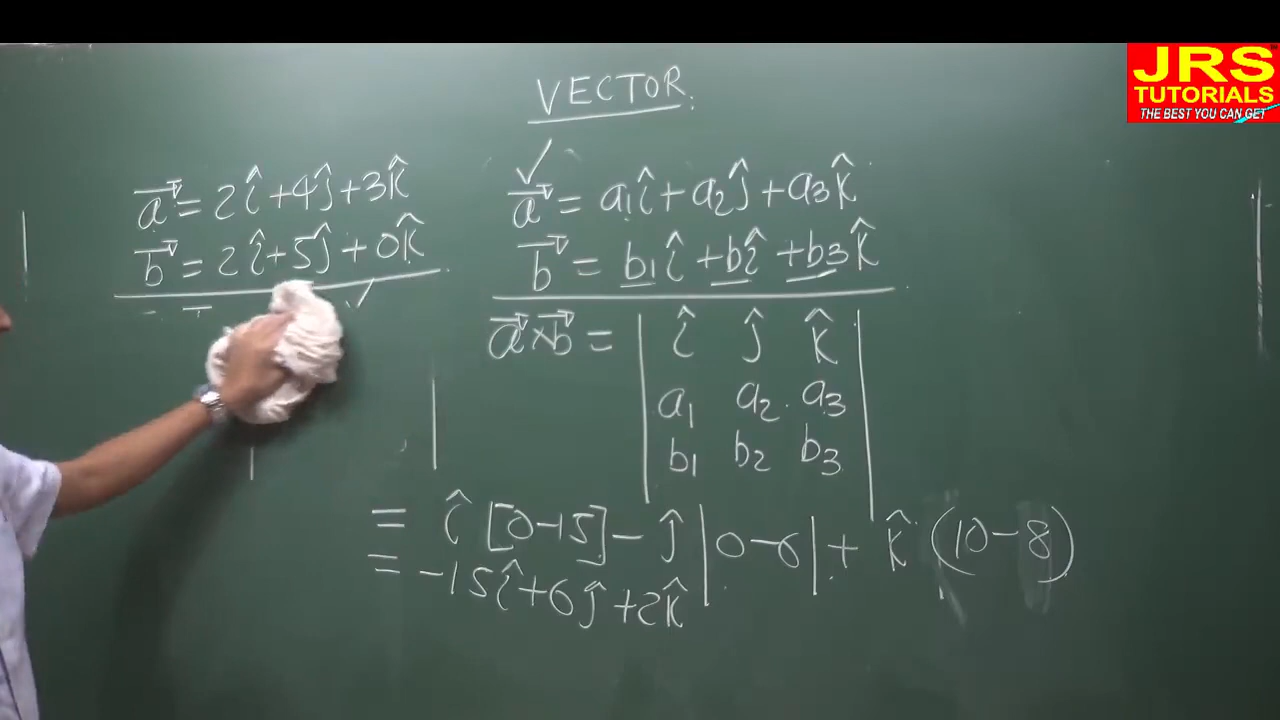 JRS
TUTORIALS
THE BEST YOU CAN GET
VECTOR
a⃗ = 2î+4ĵ+3k̂
b⃗ = 2î+5ĵ+0k̂
✓
a⃗ = a₁î+a₂ĵ+a₃k̂
b⃗ = b₁î+bî+b₃k̂
✓
a⃗×b⃗ = | î ĵ k̂ |
a₁ a₂ a₃
b₁ b₂ b₃
= î [0-15] - ĵ |0-6| + k̂ (10-8)
= -15î+6ĵ+2k̂